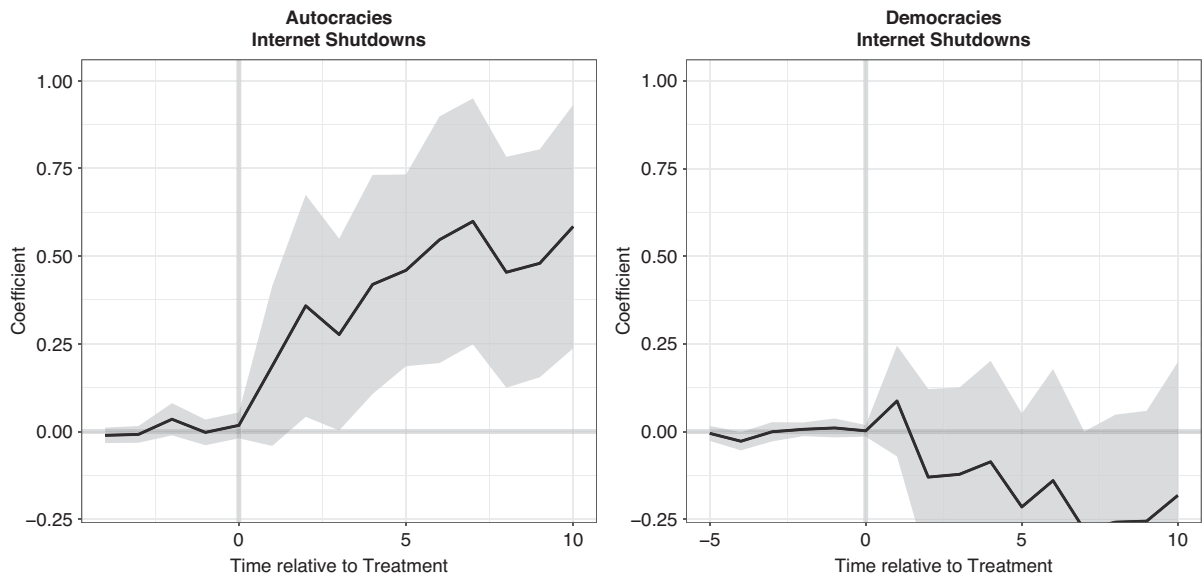 Autocracies
Internet Shutdowns
1.00
0.75
0.50
0.25
0.00
−0.25
Coefficient
0
5
10
Time relative to Treatment
Democracies
Internet Shutdowns
1.00
0.75
0.50
0.25
0.00
−0.25
Coefficient
−5
0
5
10
Time relative to Treatment